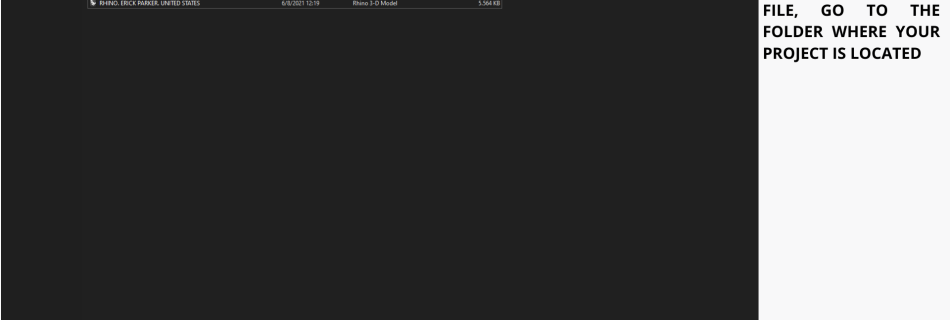 RHINO. ERICK PARKER. UNITED STATES 6/8/2021 12:19 Rhino 3-D Model 5.564 KB
FILE, GO TO THE
FOLDER WHERE YOUR
PROJECT IS LOCATED